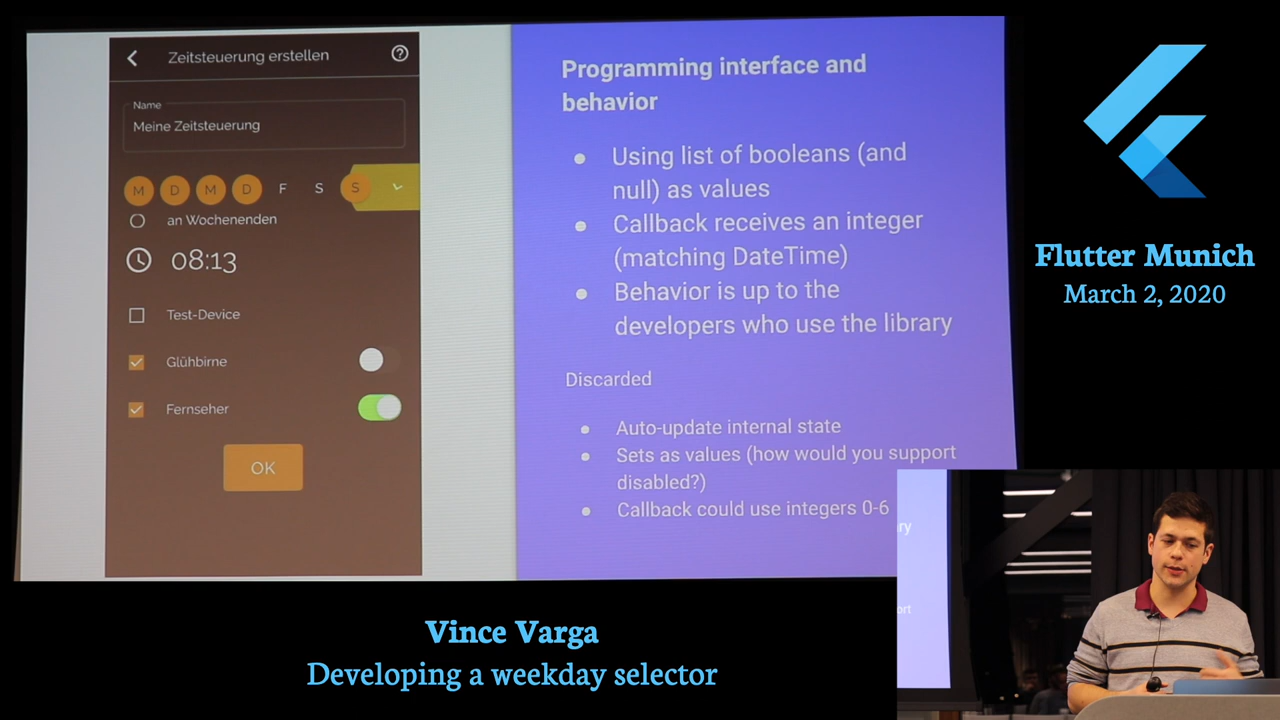 Zeitsteuerung erstellen
Name
Meine Zeitsteuerung
M D M D F S S
an Wochenenden
08:13
Test-Device
Glühbirne
Fernseher
OK
Programming interface and
behavior
Using list of booleans (and
null) as values
Callback receives an integer
(matching DateTime)
Behavior is up to the
developers who use the library
Discarded
Auto-update internal state
Sets as values (how would you support
disabled?)
Callback could use integers 0-6
Flutter Munich
March 2, 2020
Vince Varga
Developing a weekday selector